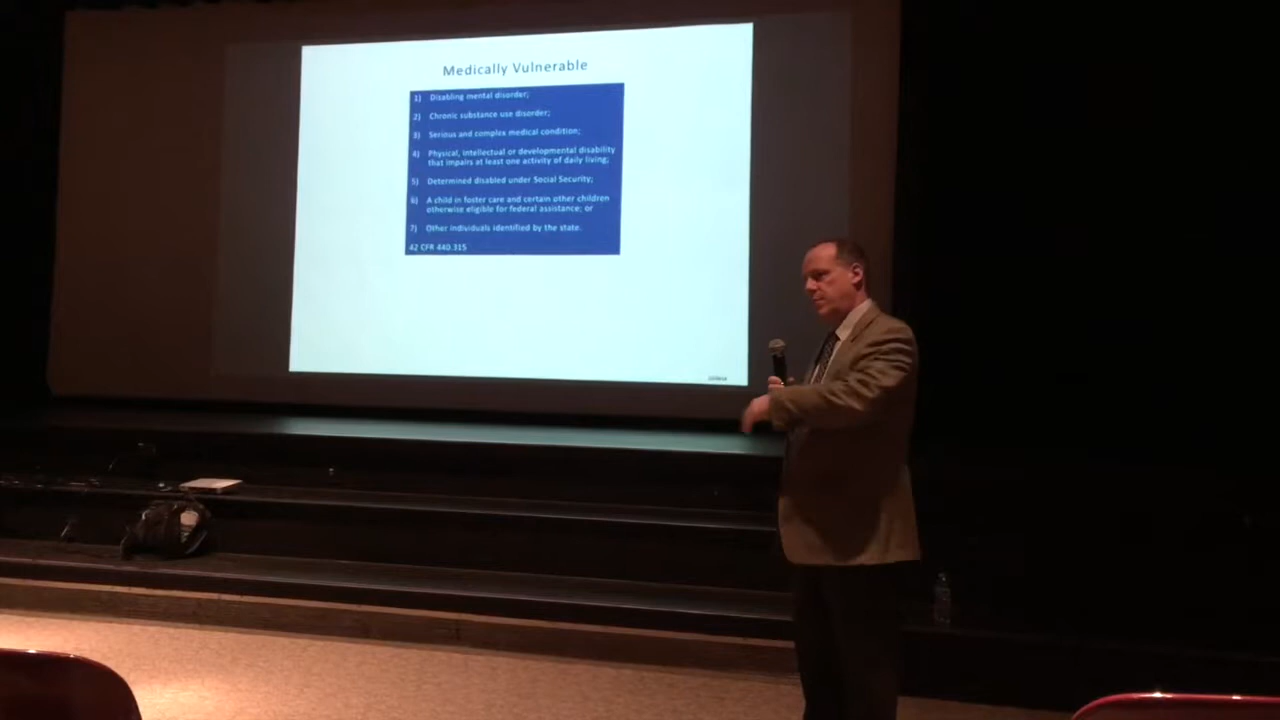 Medically Vulnerable
1) Disabling mental disorder;
2) Chronic substance use disorder;
3) Serious and complex medical condition;
4) Physical, intellectual or developmental disability
that impairs at least one activity of daily living;
5) Determined disabled under Social Security;
6) A child in foster care and certain other children
otherwise eligible for federal assistance; or
7) Other individuals identified by the state.
42 CFR 440.315